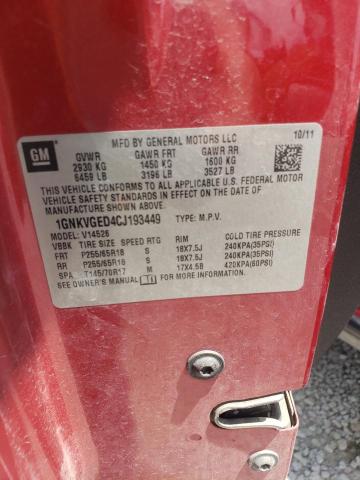 GM
MFD BY GENERAL MOTORS LLC 10/11
GVWR GAWR FRT GAWR RR
2930 KG 1450 KG 1600 KG
6459 LB 3196 LB 3527 LB
THIS VEHICLE CONFORMS TO ALL APPLICABLE U.S. FEDERAL MOTOR
VEHICLE SAFETY STANDARDS IN EFFECT ON THE DATE OF
MANUFACTURE SHOWN ABOVE.
1GNKVGED4CJ193449 TYPE: M.P.V.
MODEL: V14526
VBBK TIRE SIZE SPEED RTG RIM COLD TIRE PRESSURE
FRT P255/65R18 S 18X7.5J 240KPA(35PSI)
RR P255/65R18 S 18X7.5J 240KPA(35PSI)
SPA T145/70R17 M 17X4.5B 420KPA(60PSI)
SEE OWNER'S MANUAL FOR MORE INFORMATION.